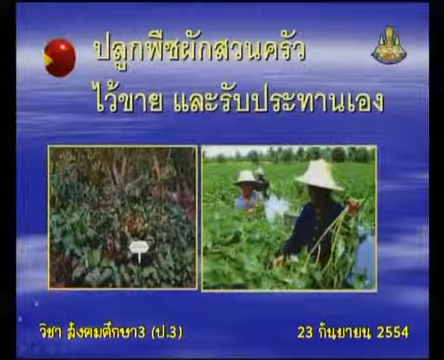 ปลูกพืชผักสวนครัว
ไว้ขาย และรับประทานเอง
วิชา สังคมศึกษา3 (ป.3)
23 กันยายน 2554